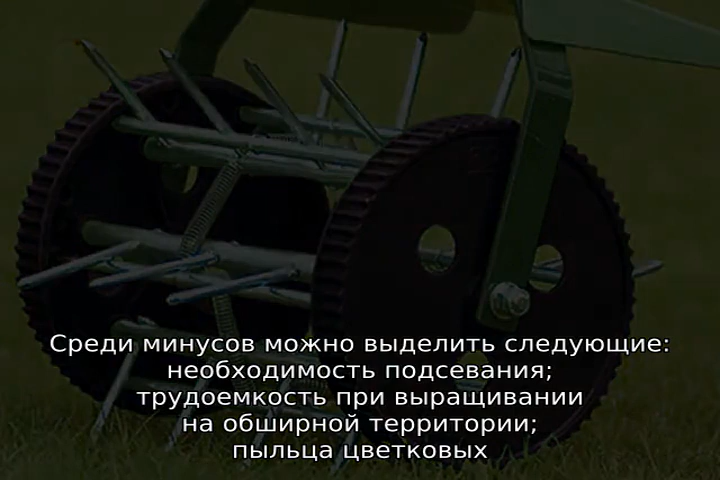 Среди минусов можно выделить следующие:
необходимость подсевания;
трудоемкость при выращивании
на обширной территории;
пыльца цветковых